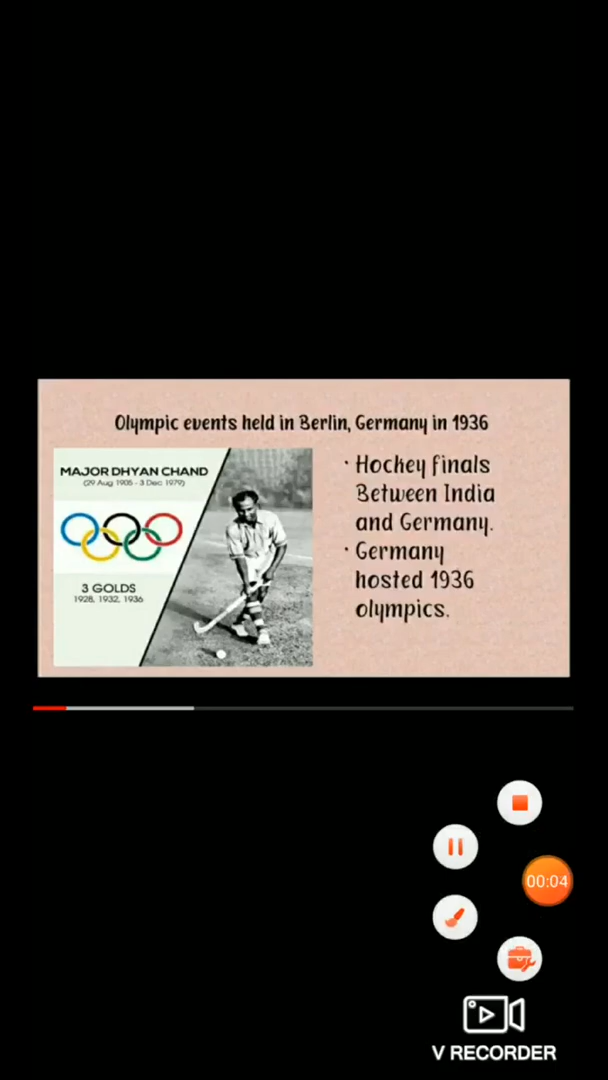 Olympic events held in Berlin, Germany in 1936
MAJOR DHYAN CHAND
(29 Aug 1905 - 3 Dec 1979)
3 GOLDS
1928, 1932, 1936
· Hockey finals
Between India
and Germany.
· Germany
hosted 1936
olympics.
00:04
V RECORDER